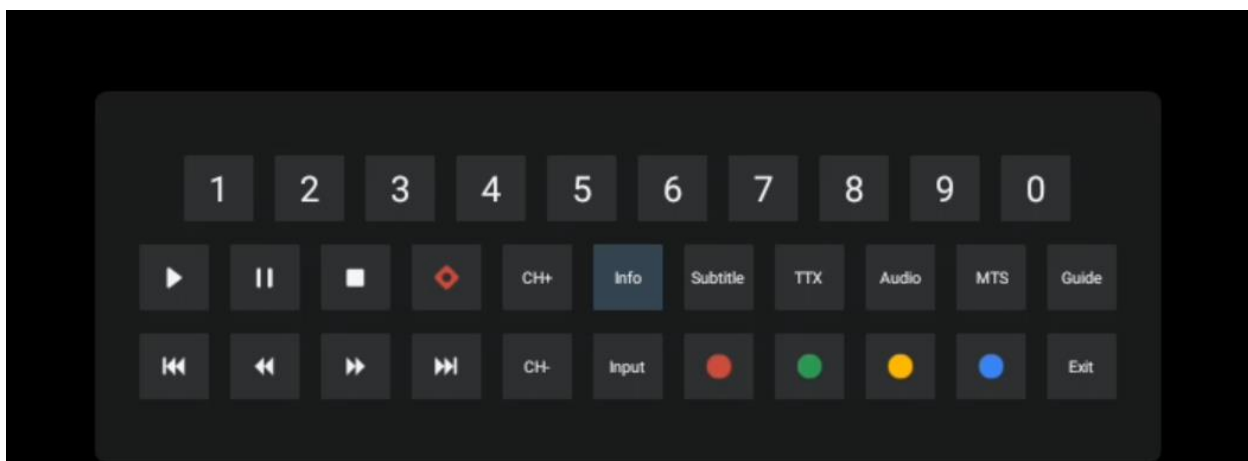 1 2 3 4 5 6 7 8 9 0
CH+ Info Subtitle TTX Audio MTS Guide
CH- Input Exit